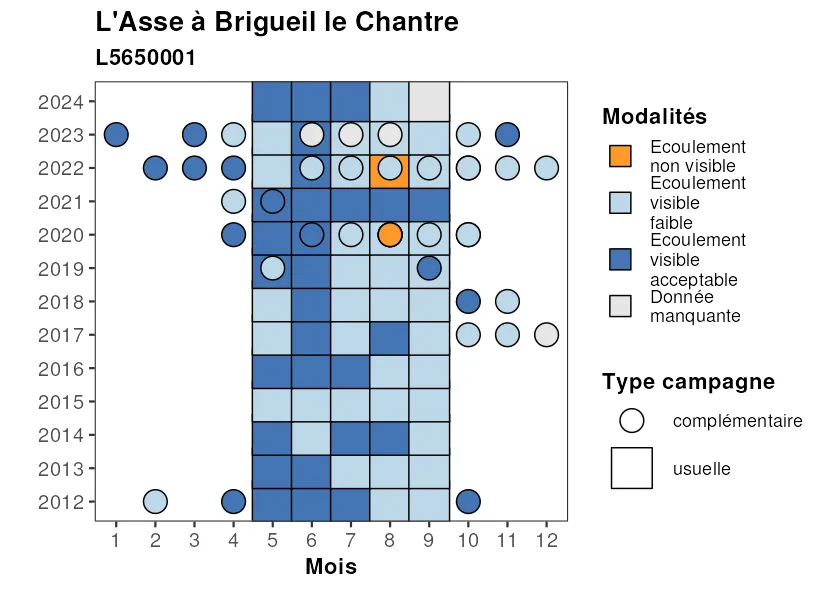 L'Asse à Brigueil le Chantre
L5650001
2024
2023
2022
2021
2020
2019
2018
2017
2016
2015
2014
2013
2012
1 2 3 4 5 6 7 8 9 10 11 12
Mois
Modalités
Ecoulement
non visible
Ecoulement
visible
faible
Ecoulement
visible
acceptable
Donnée
manquante
Type campagne
complémentaire
usuelle